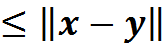 ≤ ‖x − y‖